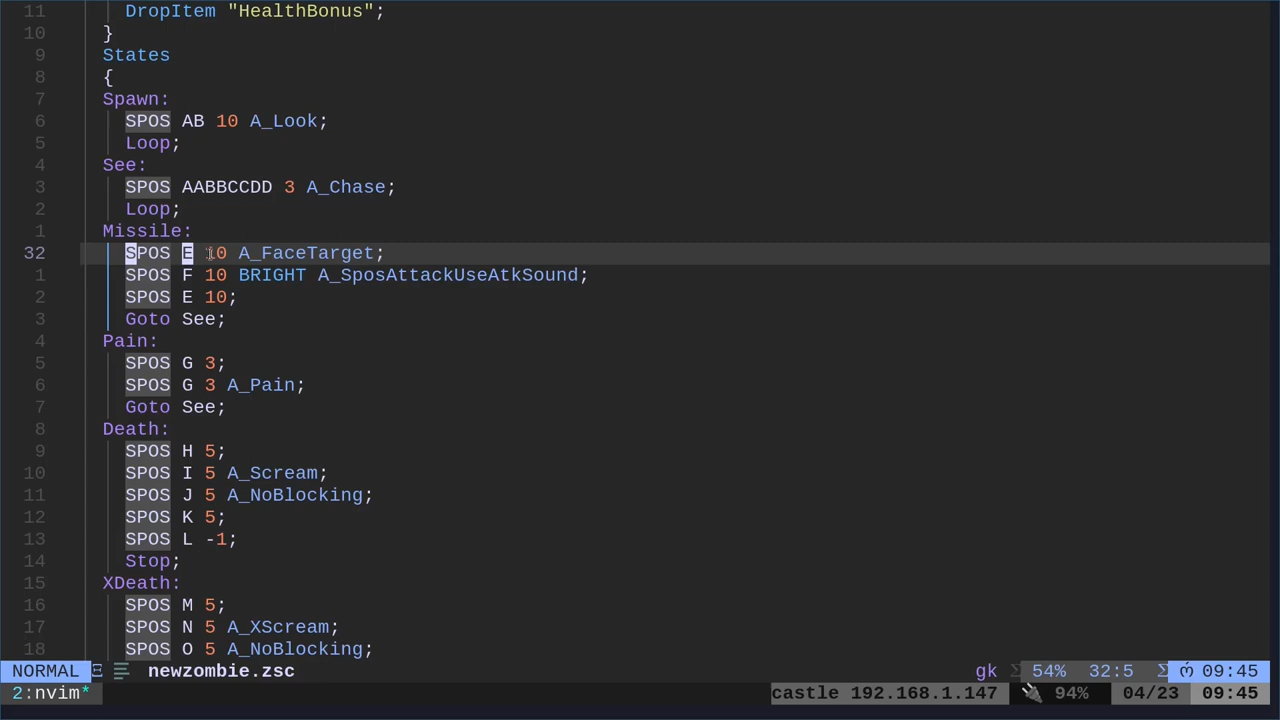 11 DropItem "HealthBonus";
10 }
9 States
8 {
7 Spawn:
6 SPOS AB 10 A_Look;
5 Loop;
4 See:
3 SPOS AABBCCDD 3 A_Chase;
2 Loop;
1 Missile:
32 SPOS E 10 A_FaceTarget;
1 SPOS F 10 BRIGHT A_SposAttackUseAtkSound;
2 SPOS E 10;
3 Goto See;
4 Pain:
5 SPOS G 3;
6 SPOS G 3 A_Pain;
7 Goto See;
8 Death:
9 SPOS H 5;
10 SPOS I 5 A_Scream;
11 SPOS J 5 A_NoBlocking;
12 SPOS K 5;
13 SPOS L -1;
14 Stop;
15 XDeath:
16 SPOS M 5;
17 SPOS N 5 A_XScream;
18 SPOS O 5 A_NoBlocking;
NORMAL newzombie.zsc gk 54% 32:5 09:45
2:nvim* castle 192.168.1.147 94% 04/23 09:45